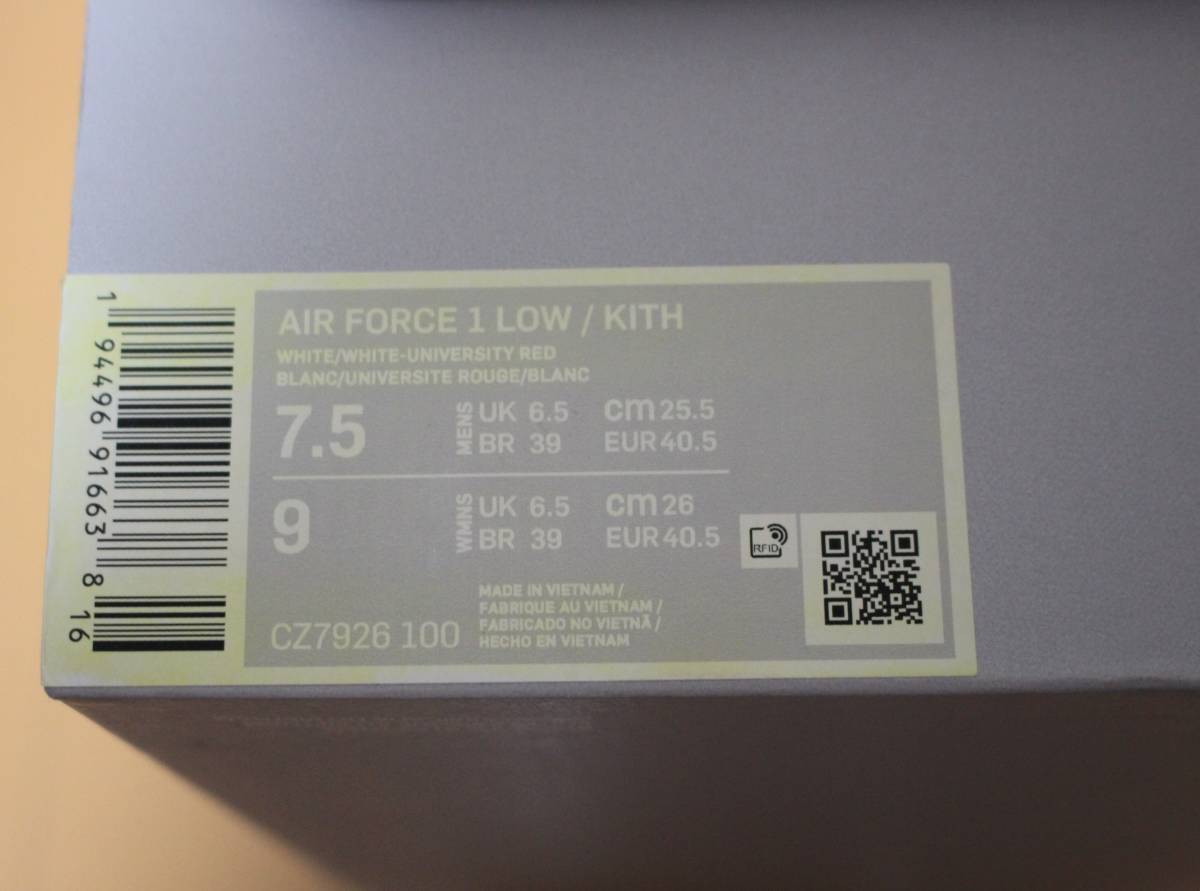 1 94496 91663 8 16
AIR FORCE 1 LOW / KITH
WHITE/WHITE-UNIVERSITY RED
BLANC/UNIVERSITE ROUGE/BLANC
7.5 MENS UK 6.5 cm 25.5
BR 39 EUR 40.5
9 WMNS UK 6.5 cm 26
BR 39 EUR 40.5
RFID
MADE IN VIETNAM /
FABRIQUE AU VIETNAM /
FABRICADO NO VIETNÃ /
HECHO EN VIETNAM
CZ7926 100